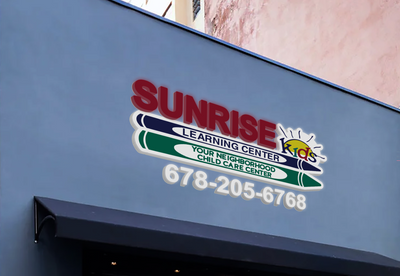 SUNRISE
kids
LEARNING CENTER
YOUR NEIGHBORHOOD
CHILD CARE CENTER
678-205-6768